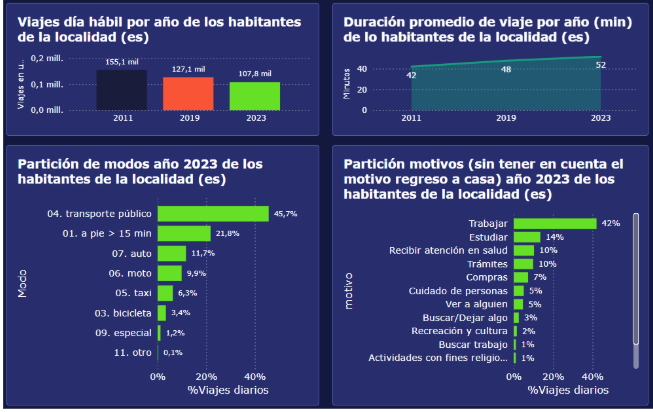 Viajes día hábil por año de los habitantes
de la localidad (es)
Viajes en u...
0,2 mill.
0,1 mill.
0,0 mill.
155,1 mil
127,1 mil
107,8 mil
2011
2019
2023
Duración promedio de viaje por año (min)
de lo habitantes de la localidad (es)
Minutos
40
20
0
42
48
52
2011
2019
2023
Partición de modos año 2023 de los
habitantes de la localidad (es)
Modo
04. transporte público 45,7%
01. a pie > 15 min 21,8%
07. auto 11,7%
06. moto 9,9%
05. taxi 6,3%
03. bicicleta 3,4%
09. especial 1,2%
11. otro 0,1%
0% 20% 40%
%Viajes diarios
Partición motivos (sin tener en cuenta el
motivo regreso a casa) año 2023 de los
habitantes de la localidad (es)
motivo
Trabajar 42%
Estudiar 14%
Recibir atención en salud 10%
Trámites 10%
Compras 7%
Cuidado de personas 5%
Ver a alguien 5%
Buscar/Dejar algo 3%
Recreación y cultura 2%
Buscar trabajo 1%
Actividades con fines religio... 1%
0% 20% 40%
%Viajes diarios